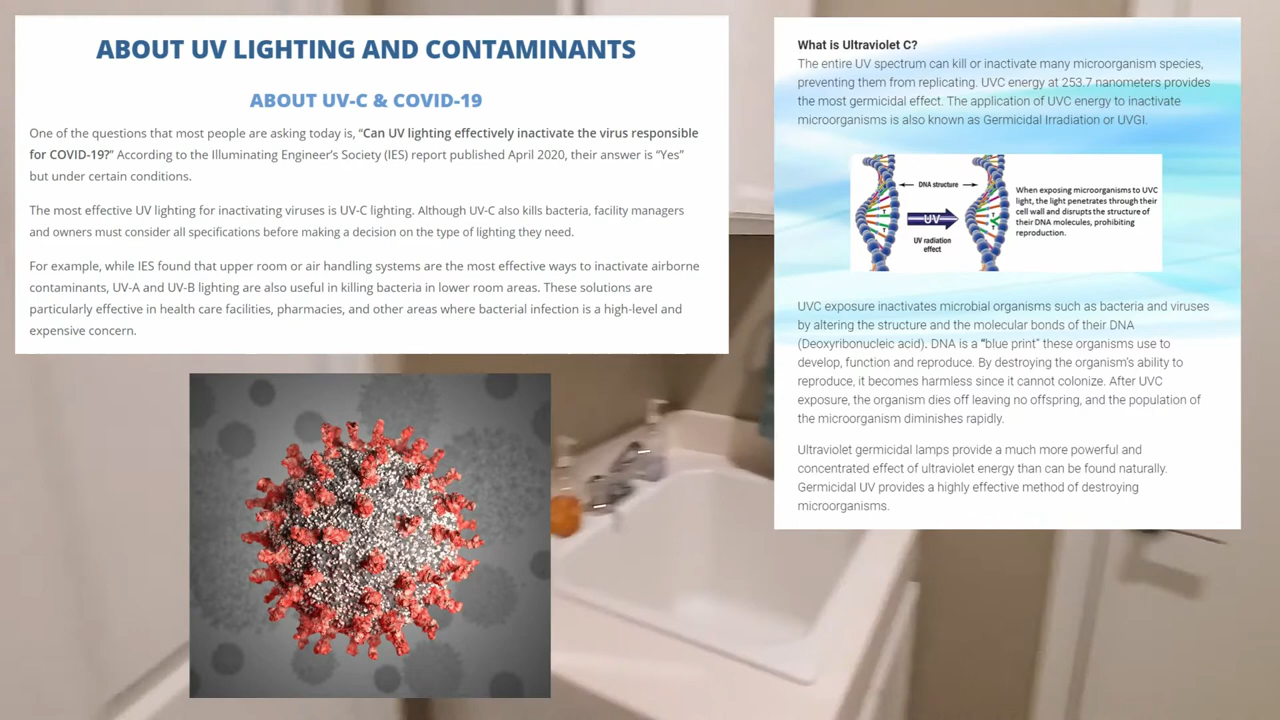 ABOUT UV LIGHTING AND CONTAMINANTS
ABOUT UV-C & COVID-19
One of the questions that most people are asking today is, “Can UV lighting effectively inactivate the virus responsible
for COVID-19?” According to the Illuminating Engineer’s Society (IES) report published April 2020, their answer is “Yes”
but under certain conditions.
The most effective UV lighting for inactivating viruses is UV-C lighting. Although UV-C also kills bacteria, facility managers
and owners must consider all specifications before making a decision on the type of lighting they need.
For example, while IES found that upper room or air handling systems are the most effective ways to inactivate airborne
contaminants, UV-A and UV-B lighting are also useful in killing bacteria in lower room areas. These solutions are
particularly effective in health care facilities, pharmacies, and other areas where bacterial infection is a high-level and
expensive concern.
What is Ultraviolet C?
The entire UV spectrum can kill or inactivate many microorganism species,
preventing them from replicating. UVC energy at 253.7 nanometers provides
the most germicidal effect. The application of UVC energy to inactivate
microorganisms is also known as Germicidal Irradiation or UVGI.
DNA structure
UV
UV radiation
effect
T
T
T
T
When exposing microorganisms to UVC
light, the light penetrates through their
cell wall and disrupts the structure of
their DNA molecules, prohibiting
reproduction.
UVC exposure inactivates microbial organisms such as bacteria and viruses
by altering the structure and the molecular bonds of their DNA
(Deoxyribonucleic acid). DNA is a “blue print” these organisms use to
develop, function and reproduce. By destroying the organism’s ability to
reproduce, it becomes harmless since it cannot colonize. After UVC
exposure, the organism dies off leaving no offspring, and the population of
the microorganism diminishes rapidly.
Ultraviolet germicidal lamps provide a much more powerful and
concentrated effect of ultraviolet energy than can be found naturally.
Germicidal UV provides a highly effective method of destroying
microorganisms.